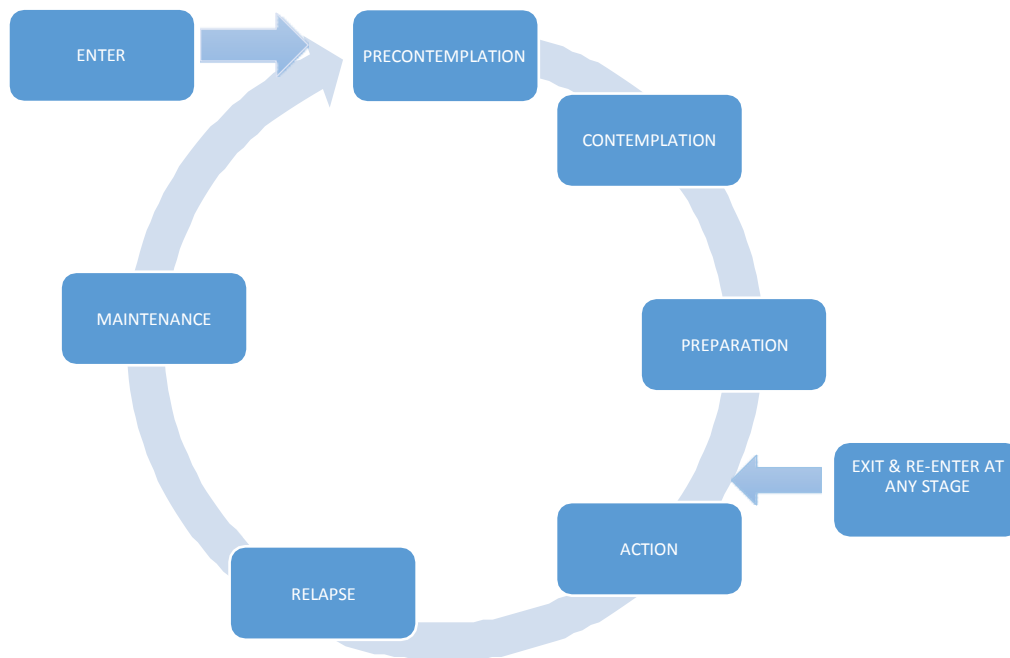 ENTER
PRECONTEMPLATION
CONTEMPLATION
PREPARATION
EXIT & RE-ENTER AT
ANY STAGE
ACTION
RELAPSE
MAINTENANCE